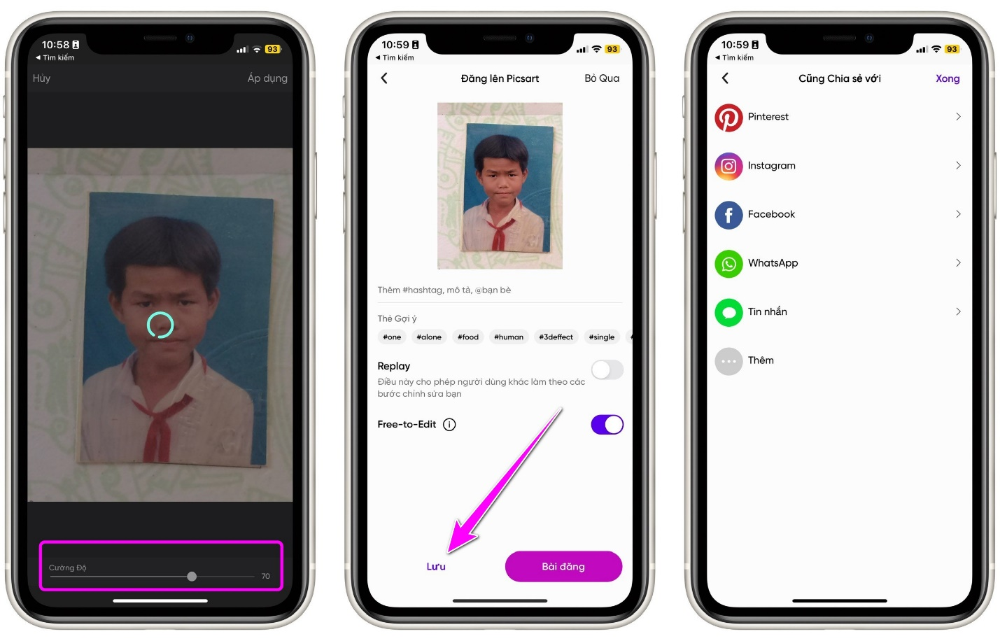 10:58
93
◀ Tìm kiếm
Hủy
Áp dụng
Cường Độ
70
10:59
93
◀ Tìm kiếm
Đăng lên Picsart
Bỏ Qua
Thêm #hashtag, mô tả, @bạn bè
Thẻ Gợi ý
#one #alone #food #human #3deffect #single #
Replay
Điều này cho phép người dùng khác làm theo các
bước chỉnh sửa bạn
Free-to-Edit
Lưu
Bài đăng
10:59
93
◀ Tìm kiếm
Cũng Chia sẻ với
Xong
Pinterest
Instagram
Facebook
WhatsApp
Tin nhắn
Thêm